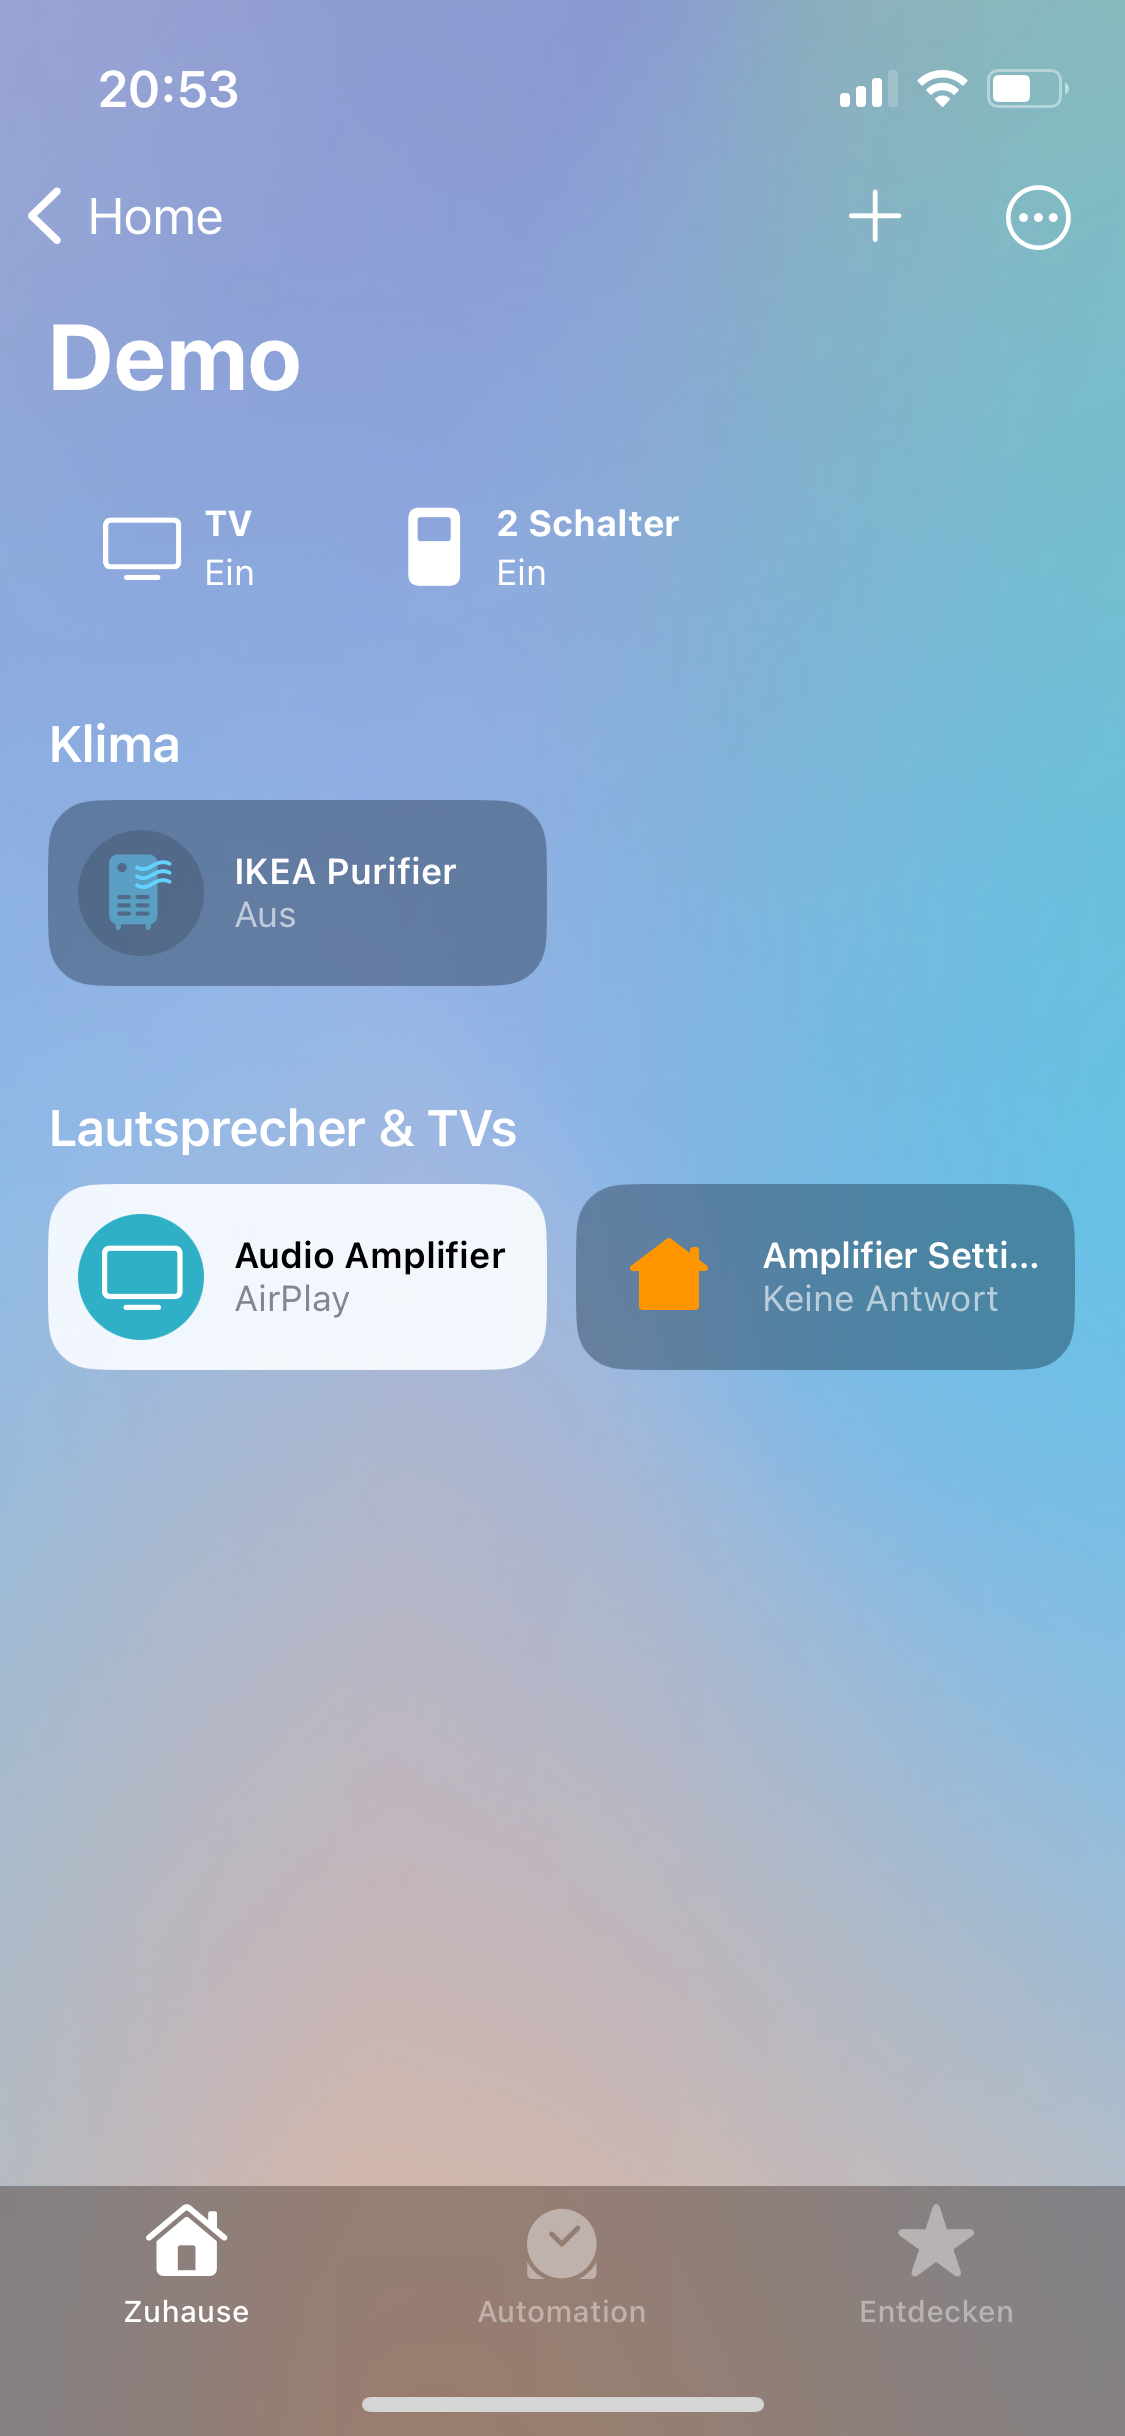 20:53
Home
Demo
TV
Ein
2 Schalter
Ein
Klima
IKEA Purifier
Aus
Lautsprecher & TVs
Audio Amplifier
AirPlay
Amplifier Setti...
Keine Antwort
Zuhause
Automation
Entdecken